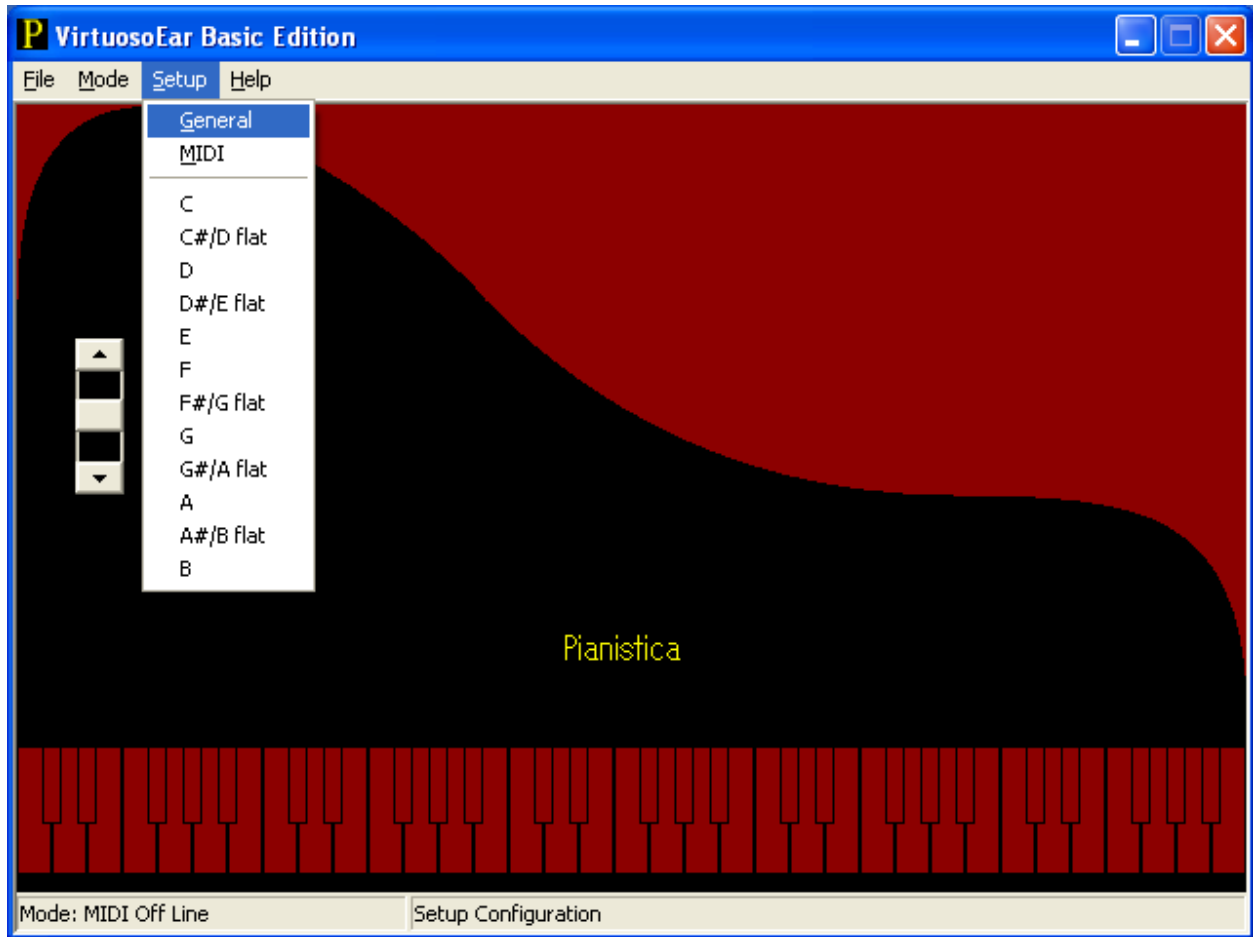 P VirtuosoEar Basic Edition
File Mode Setup Help
General
MIDI
C
C#/D flat
D
D#/E flat
E
F
F#/G flat
G
G#/A flat
A
A#/B flat
B
Pianistica
Mode: MIDI Off Line Setup Configuration